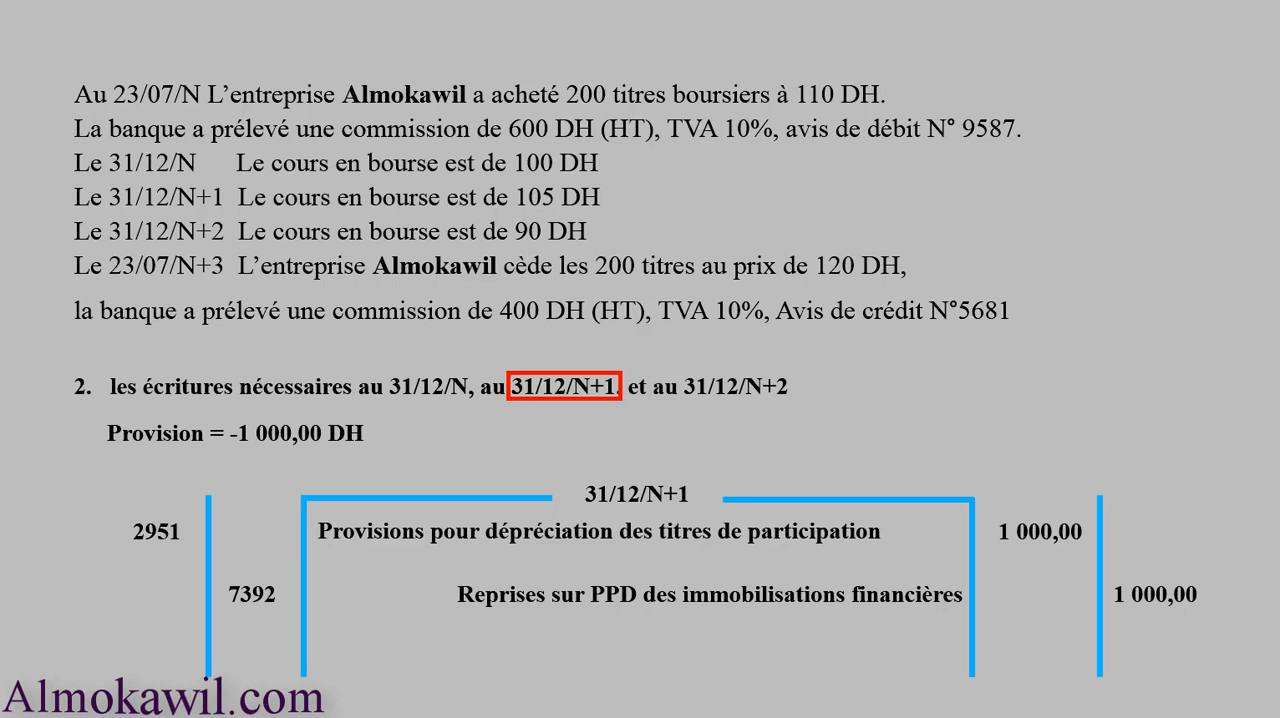 Au 23/07/N L'entreprise Almokawil a acheté 200 titres boursiers à 110 DH.
La banque a prélevé une commission de 600 DH (HT), TVA 10%, avis de débit N° 9587.
Le 31/12/N Le cours en bourse est de 100 DH
Le 31/12/N+1 Le cours en bourse est de 105 DH
Le 31/12/N+2 Le cours en bourse est de 90 DH
Le 23/07/N+3 L'entreprise Almokawil cède les 200 titres au prix de 120 DH,
la banque a prélevé une commission de 400 DH (HT), TVA 10%, Avis de crédit N°5681
2. les écritures nécessaires au 31/12/N, au 31/12/N+1, et au 31/12/N+2
Provision = -1 000,00 DH
31/12/N+1
2951 Provisions pour dépréciation des titres de participation 1 000,00
7392 Reprises sur PPD des immobilisations financières 1 000,00
Almokawil.com